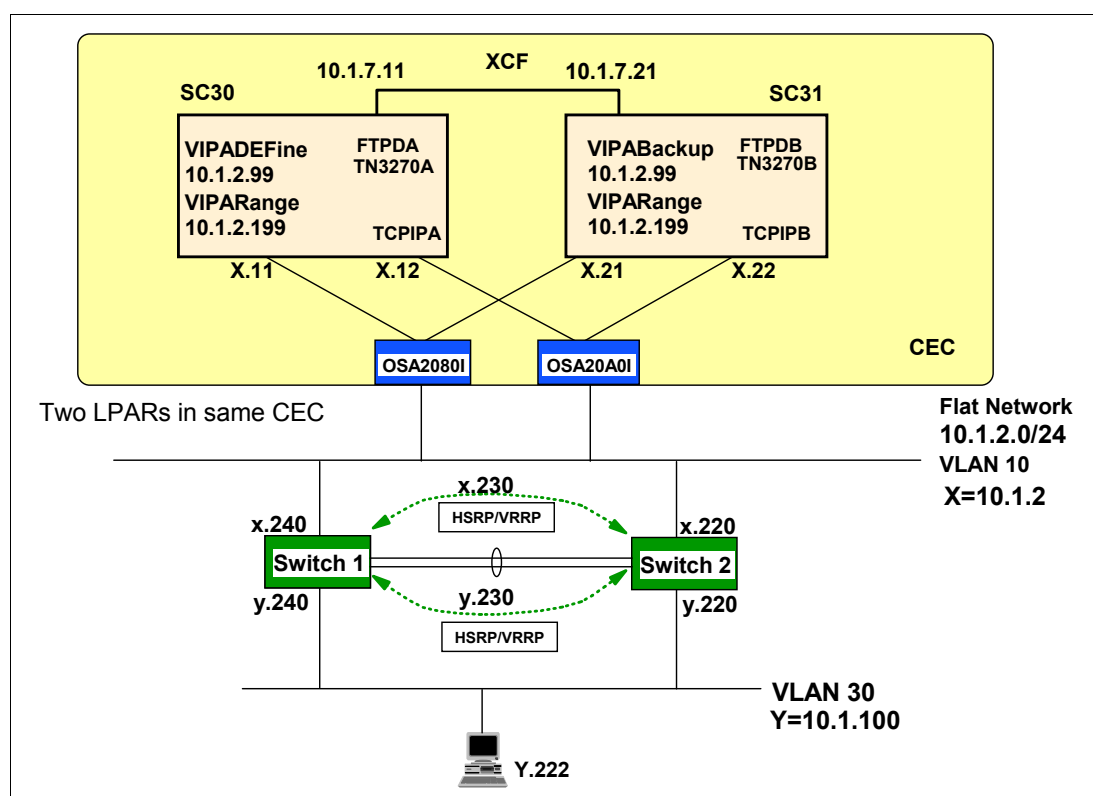 XCF
10.1.7.11
10.1.7.21
SC30
SC31
VIPADEFine
10.1.2.99
VIPARange
10.1.2.199
FTPDA
TN3270A
TCPIPA
VIPABackup
10.1.2.99
VIPARange
10.1.2.199
FTPDB
TN3270B
TCPIPB
X.11
X.12
X.21
X.22
OSA2080I
OSA20A0I
CEC
Two LPARs in same CEC
Flat Network
10.1.2.0/24
VLAN 10
X=10.1.2
x.230
HSRP/VRRP
x.240
x.220
Switch 1
Switch 2
y.240
y.230
y.220
HSRP/VRRP
VLAN 30
Y=10.1.100
Y.222